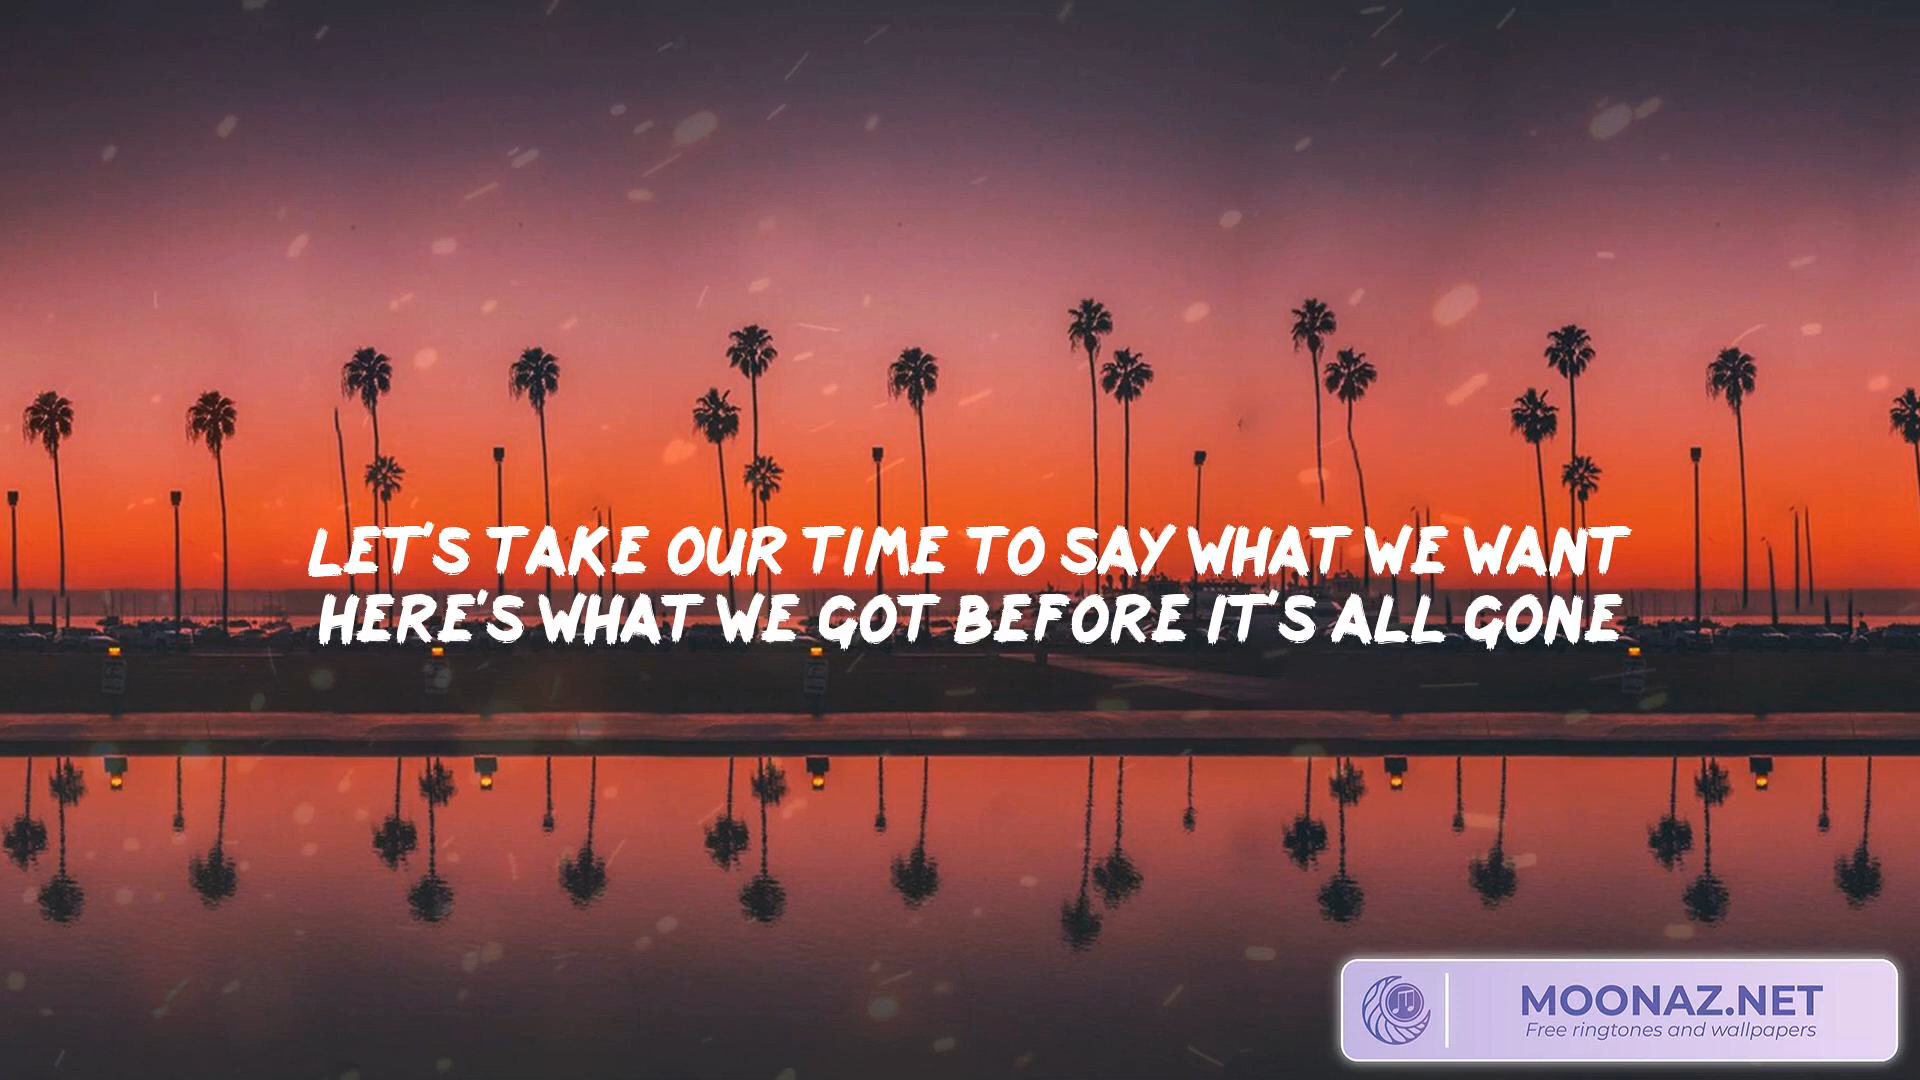 LET'S TAKE OUR TIME TO SAY WHAT WE WANT
HERE'S WHAT WE GOT BEFORE IT'S ALL GONE
MOONAZ.NET
Free ringtones and wallpapers